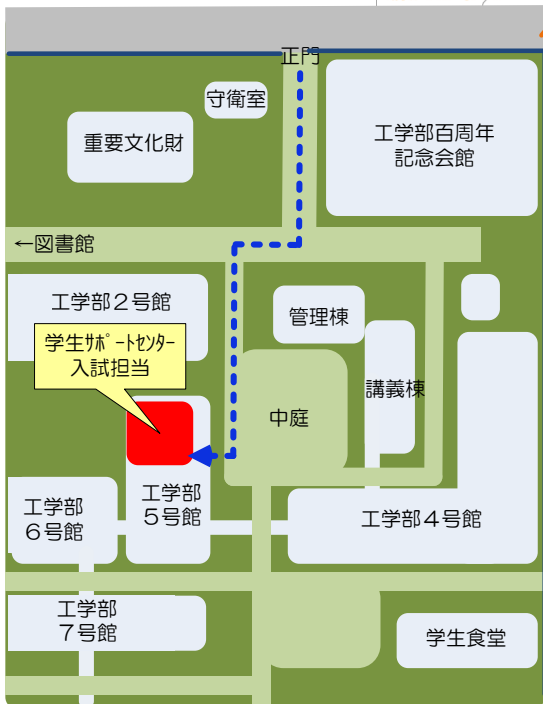 正門
守衛室
重要文化財
工学部百周年
記念会館
←図書館
工学部２号館
管理棟
学生ｻﾎﾟｰﾄｾﾝﾀｰ
入試担当
講義棟
中庭
工学部
６号館
工学部
５号館
工学部４号館
工学部
７号館
学生食堂